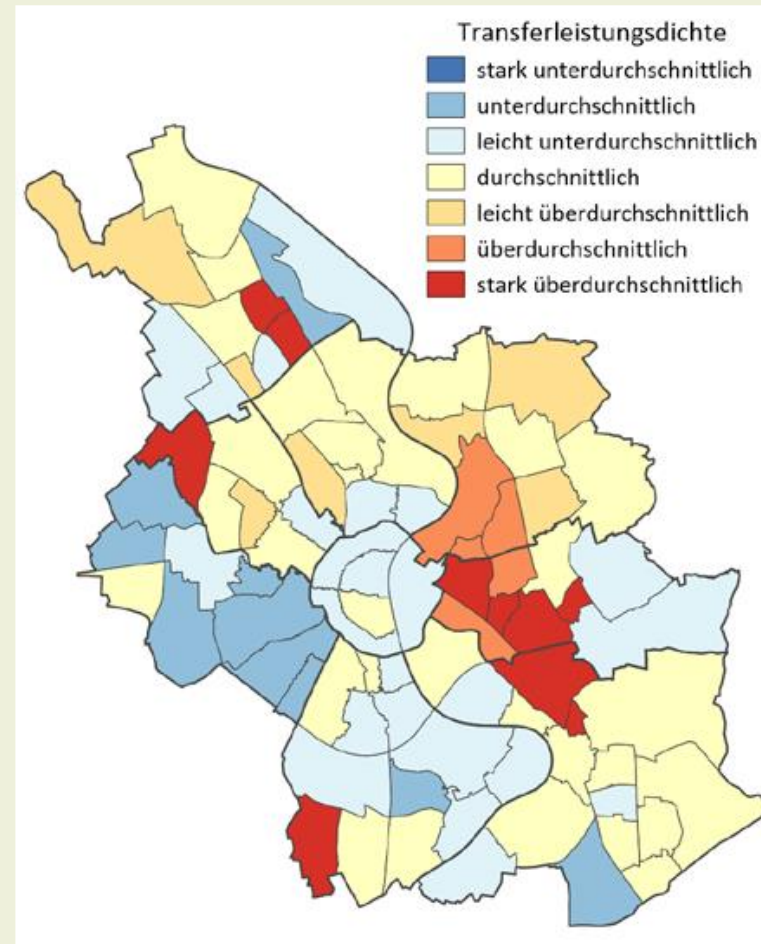 Transferleistungsdichte
stark unterdurchschnittlich
unterdurchschnittlich
leicht unterdurchschnittlich
durchschnittlich
leicht überdurchschnittlich
überdurchschnittlich
stark überdurchschnittlich